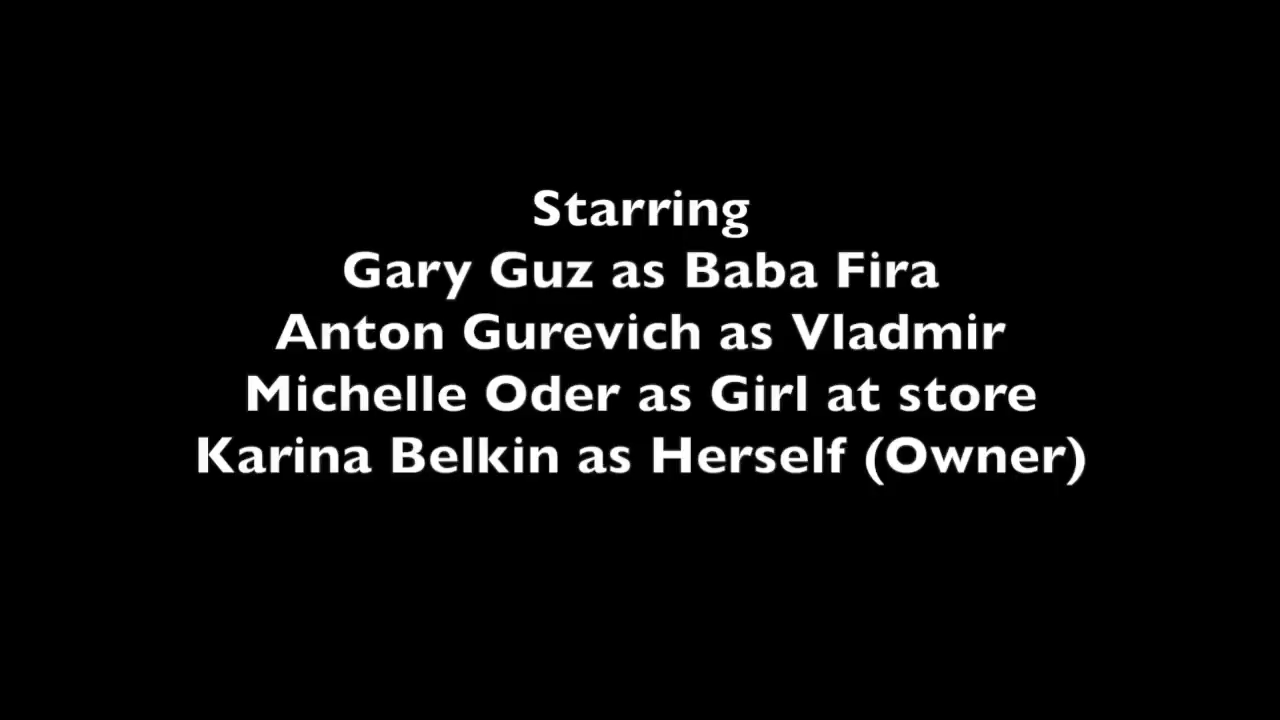 Starring
Gary Guz as Baba Fira
Anton Gurevich as Vladmir
Michelle Oder as Girl at store
Karina Belkin as Herself (Owner)